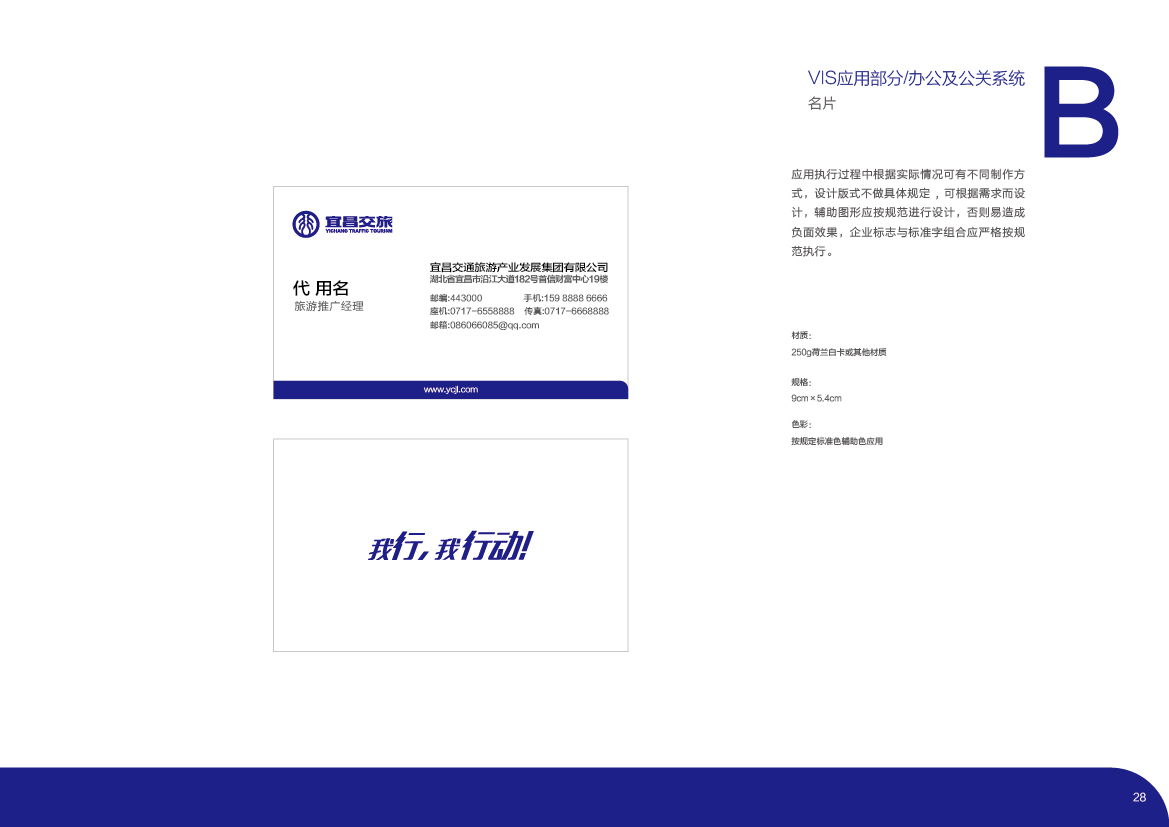 VIS应用部分/办公及公关系统
名片
B
应用执行过程中根据实际情况可有不同制作方
式，设计版式不做具体规定，可根据需求而设
计，辅助图形应按规范进行设计，否则易造成
负面效果，企业标志与标准字组合应严格按规
范执行。
材质：
250g荷兰白卡或其他材质
规格：
9cm×5.4cm
色彩：
按规定标准色辅助色应用
宜昌交旅
YICHANG TRAFFIC TOURISM
代 用名
旅游推广经理
宜昌交通旅游产业发展集团有限公司
湖北省宜昌市沿江大道182号首信财富中心19楼
邮编:443000 手机:159 8888 6666
座机:0717-6558888 传真:0717-6668888
邮箱:086066085@qq.com
www.ycjl.com
我行，我行动!
28